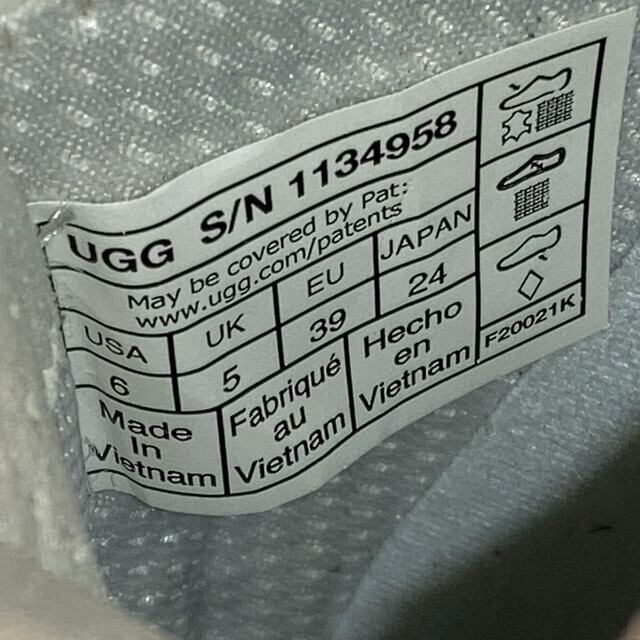 UGG S/N 1134958
May be covered by Pat:
www.ugg.com/patents
USA UK EU JAPAN
6 5 39 24
Made
In
Vietnam
Fabriqué
au
Vietnam
Hecho
en
Vietnam
F20021K